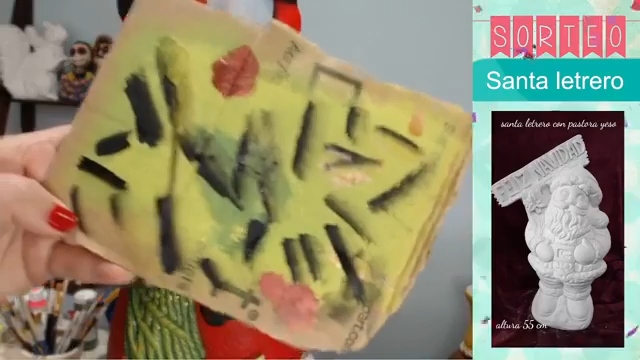 SORTEO
Santa letrero
santa letrero con pastora yeso
FELIZ NAVIDAD
altura 55 cm